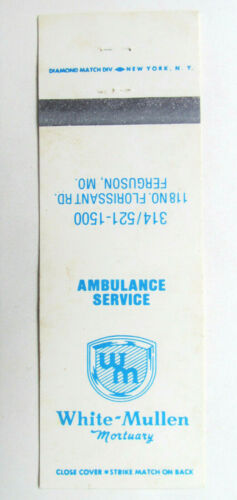 DIAMOND MATCH DIV NEW YORK, N. Y.
314/521-1500
118 NO. FLORISSANT RD.
FERGUSON, MO.
AMBULANCE
SERVICE
WM
White-Mullen
Mortuary
CLOSE COVER • STRIKE MATCH ON BACK